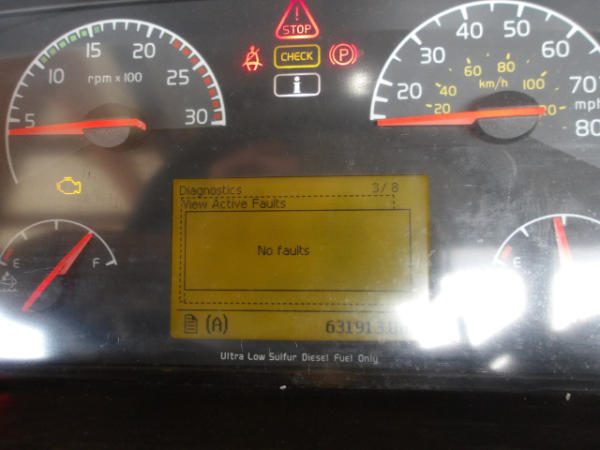 STOP
CHECK
P
i
5 10 15 20 25 30
rpm x 100
20 30 40 50 60 70 80
mph
20 40 60 80 100
km/h
Diagnostics 3/ 8
View Active Faults
No faults
(A)
E F
E
Ultra Low Sulfur Diesel Fuel Only